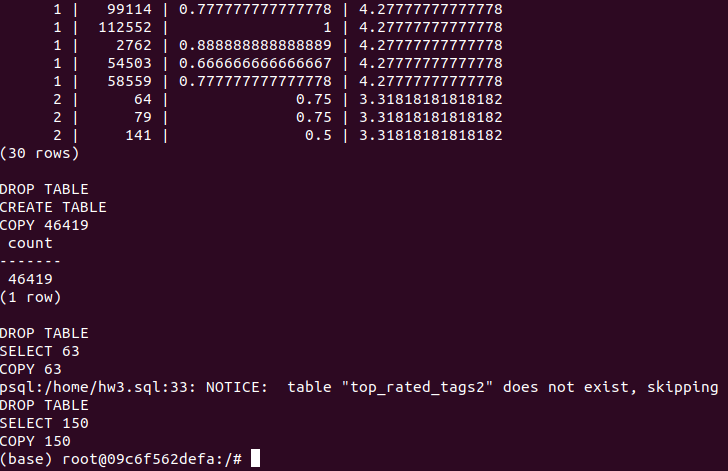 1 | 99114 | 0.777777777777778 | 4.27777777777778
1 | 112552 | 1 | 4.27777777777778
1 | 2762 | 0.888888888888889 | 4.27777777777778
1 | 54503 | 0.666666666666667 | 4.27777777777778
1 | 58559 | 0.777777777777778 | 4.27777777777778
2 | 64 | 0.75 | 3.31818181818182
2 | 79 | 0.75 | 3.31818181818182
2 | 141 | 0.5 | 3.31818181818182
(30 rows)
DROP TABLE
CREATE TABLE
COPY 46419
count
-------
46419
(1 row)
DROP TABLE
SELECT 63
COPY 63
psql:/home/hw3.sql:33: NOTICE:  table "top_rated_tags2" does not exist, skipping
DROP TABLE
SELECT 150
COPY 150
(base) root@09c6f562defa:/#